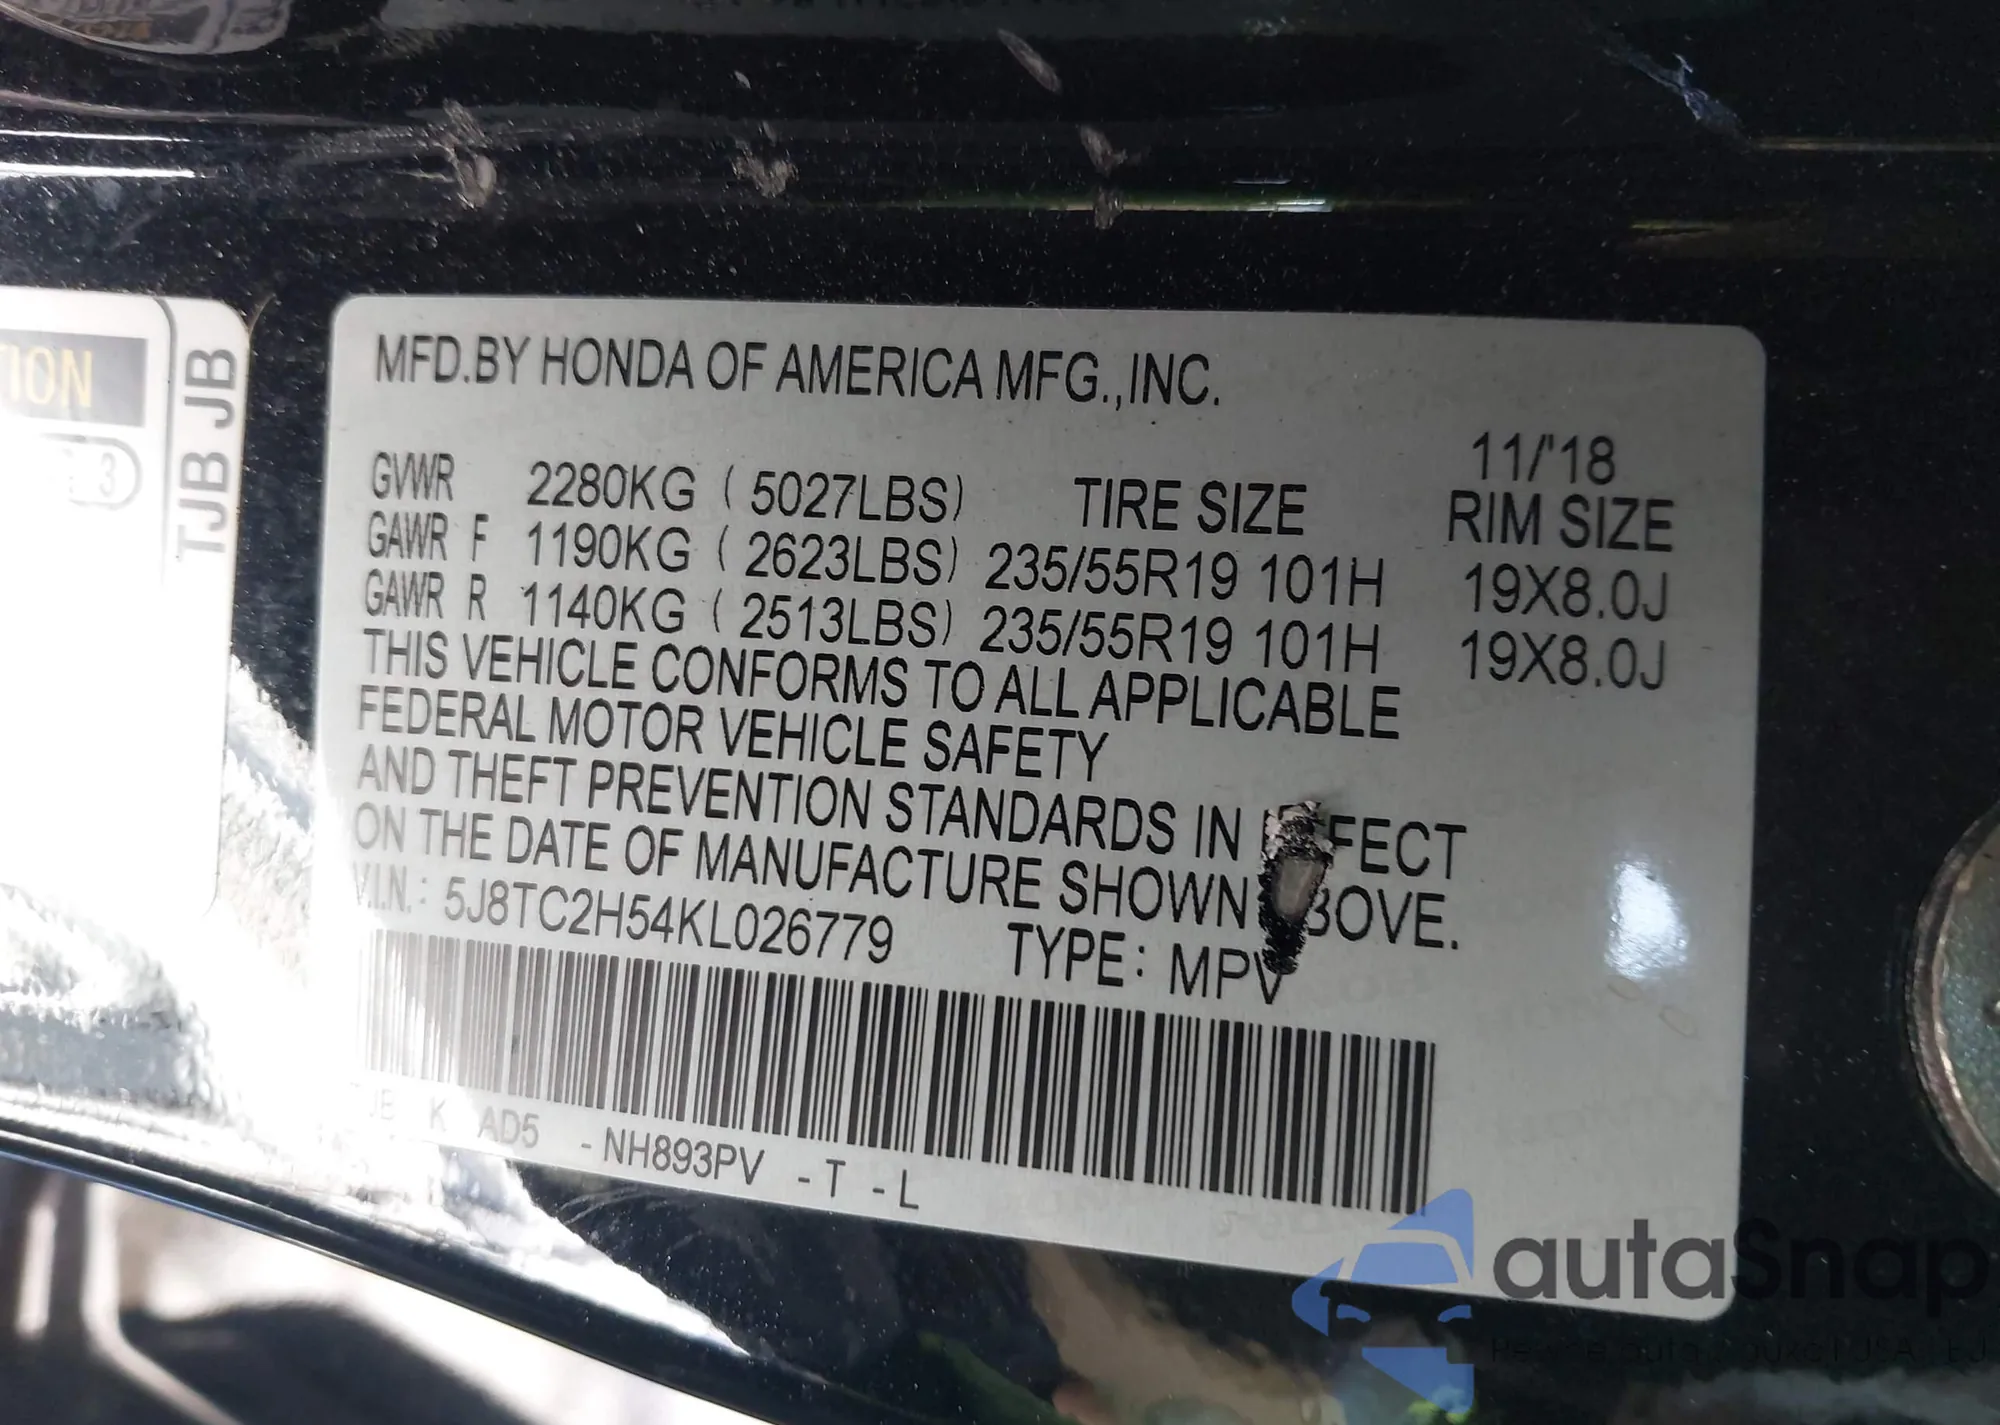 TION
3
TJB JB
MFD.BY HONDA OF AMERICA MFG.,INC.
11/'18
GVWR 2280KG ( 5027LBS) TIRE SIZE RIM SIZE
GAWR F 1190KG ( 2623LBS) 235/55R19 101H 19X8.0J
GAWR R 1140KG ( 2513LBS) 235/55R19 101H 19X8.0J
THIS VEHICLE CONFORMS TO ALL APPLICABLE
FEDERAL MOTOR VEHICLE SAFETY
AND THEFT PREVENTION STANDARDS IN EFFECT
ON THE DATE OF MANUFACTURE SHOWN ABOVE.
V.I.N.: 5J8TC2H54KL026779 TYPE: MPV
JB K AD5 -NH893PV -T -L
autaSnap